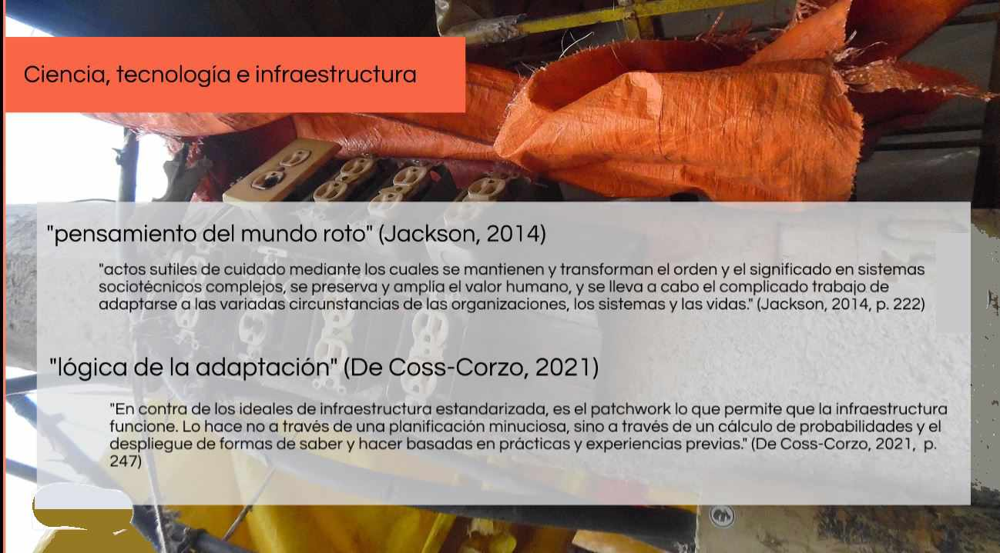 Ciencia, tecnología e infraestructura
"pensamiento del mundo roto" (Jackson, 2014)
"actos sutiles de cuidado mediante los cuales se mantienen y transforman el orden y el significado en sistemas
sociotécnicos complejos, se preserva y amplía el valor humano, y se lleva a cabo el complicado trabajo de
adaptarse a las variadas circunstancias de las organizaciones, los sistemas y las vidas." (Jackson, 2014, p. 222)
"lógica de la adaptación" (De Coss-Corzo, 2021)
"En contra de los ideales de infraestructura estandarizada, es el patchwork lo que permite que la infraestructura
funcione. Lo hace no a través de una planificación minuciosa, sino a través de un cálculo de probabilidades y el
despliegue de formas de saber y hacer basadas en prácticas y experiencias previas." (De Coss-Corzo, 2021, p.
247)